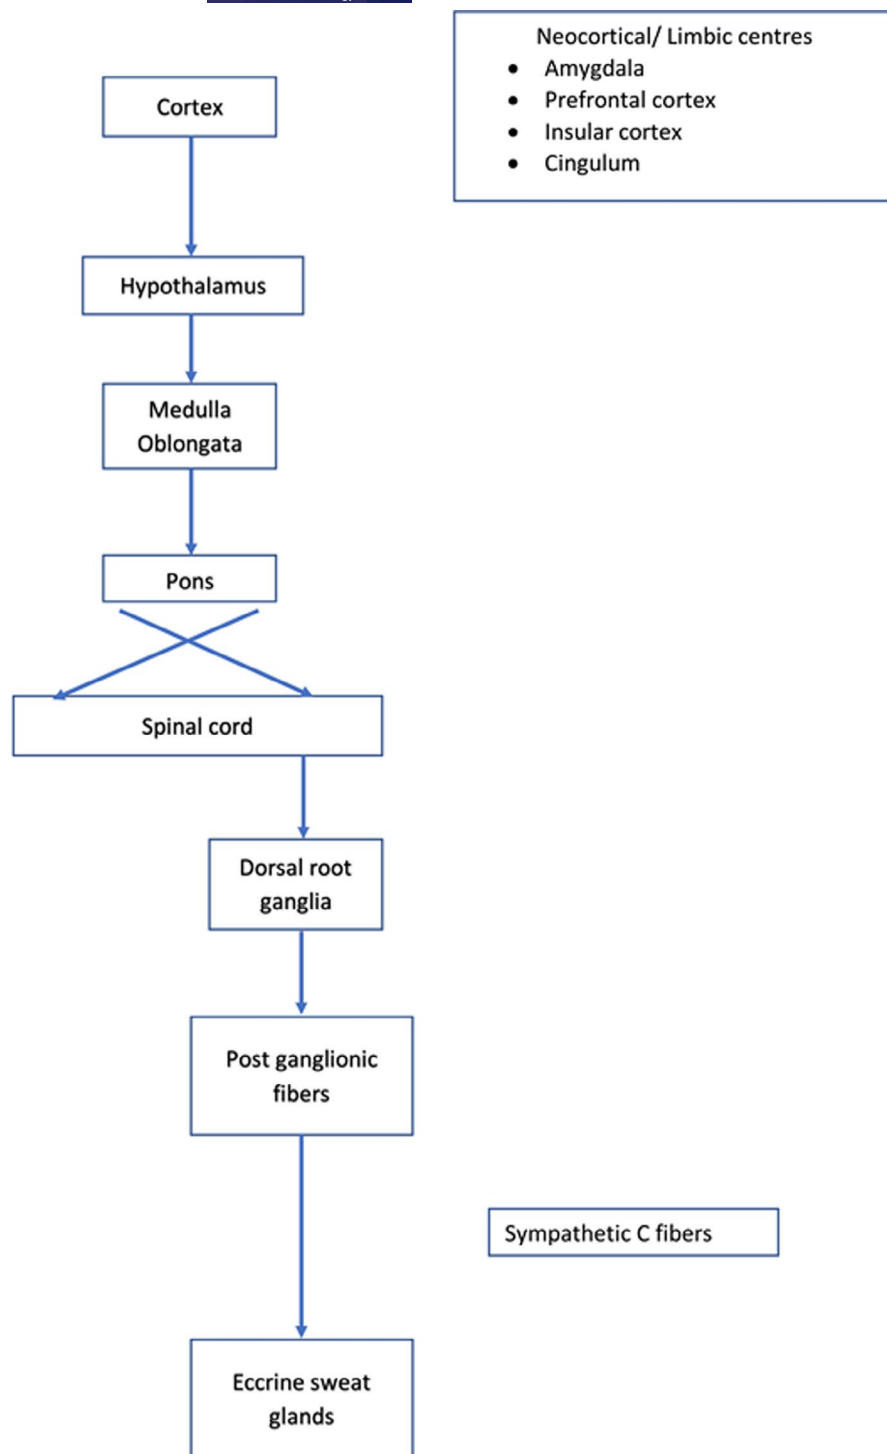 Neocortical/ Limbic centres
• Amygdala
• Prefrontal cortex
• Insular cortex
• Cingulum
Cortex
Hypothalamus
Medulla
Oblongata
Pons
Spinal cord
Dorsal root
ganglia
Post ganglionic
fibers
Sympathetic C fibers
Eccrine sweat
glands